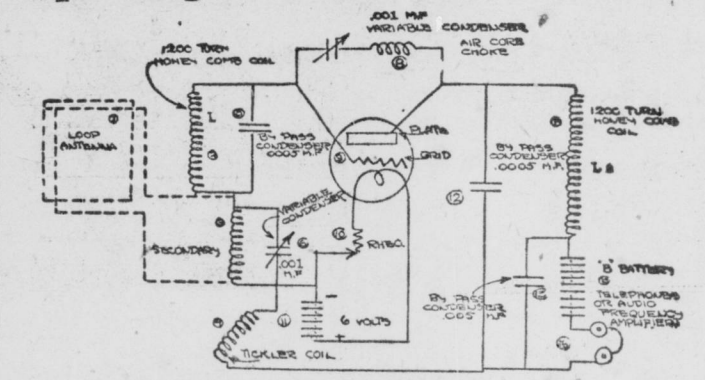 .001 M.F.
VARIABLE CONDENSER
AIR CORE
CHOKE
1200 TURN
HONEY COMB COIL
LOOP
ANTENNA
L
BY PASS
CONDENSER
.0005 M.F.
PLATE
GRID
BY PASS
CONDENSER
.0005 M.F.
1200 TURN
HONEY COMB
COIL
12
VARIABLE
CONDENSER
SECONDARY
.001
M.F.
RHEO.
6 VOLTS
TICKLER COIL
BY PASS
CONDENSER
.005 M.F.
"B" BATTERY
TELEPHONES
OR AUDIO
FREQUENCY
AMPLIFIER